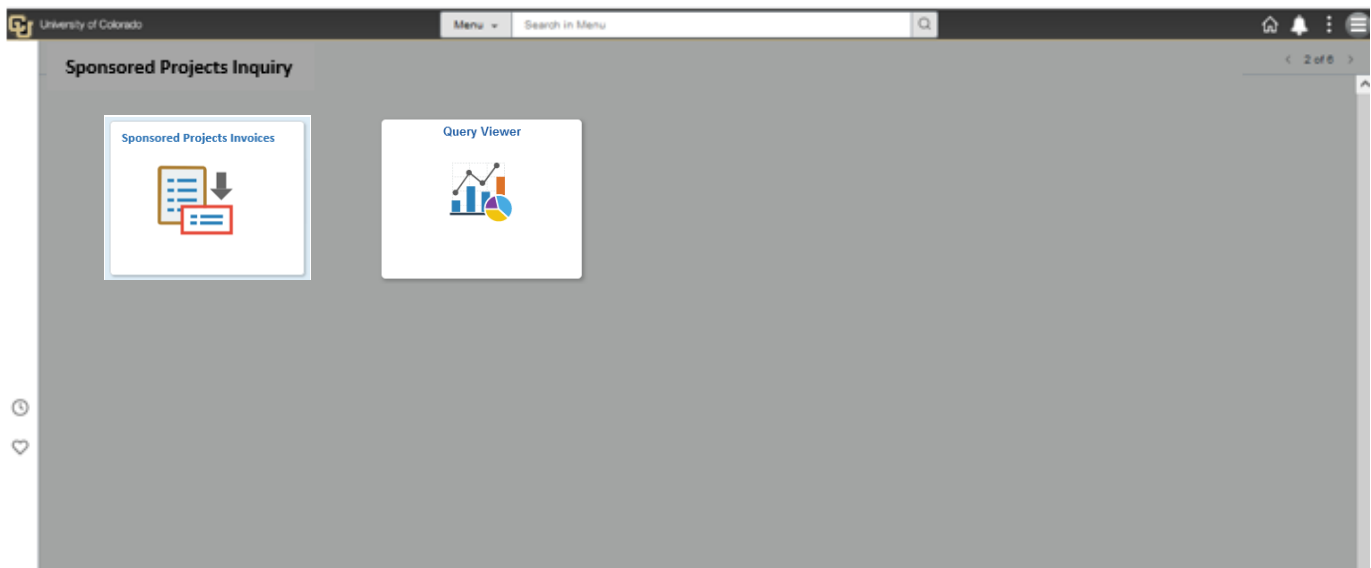 University of Colorado
Menu
Search in Menu
Sponsored Projects Inquiry
2 of 6
Sponsored Projects Invoices
Query Viewer